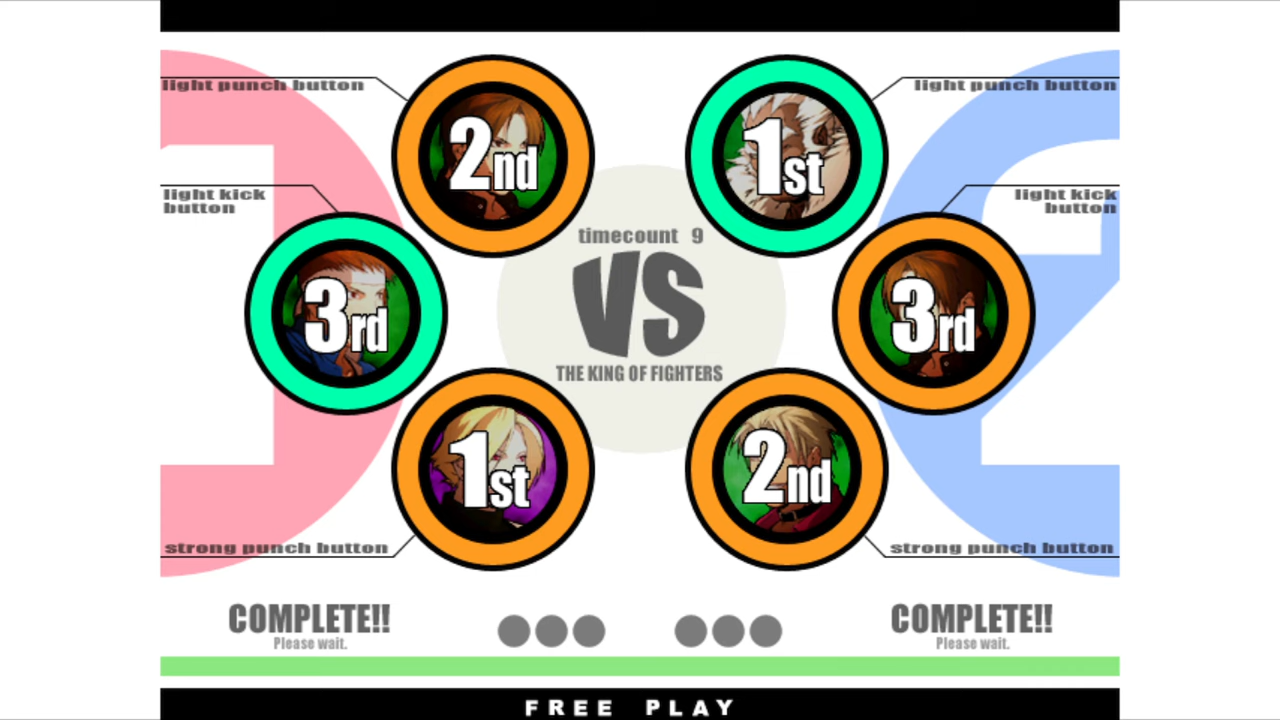 light punch button
light punch button
2nd
1st
light kick
button
light kick
button
timecount 9
VS
3rd
3rd
THE KING OF FIGHTERS
1st
2nd
strong punch button
strong punch button
COMPLETE!!
Please wait.
COMPLETE!!
Please wait.
FREE PLAY